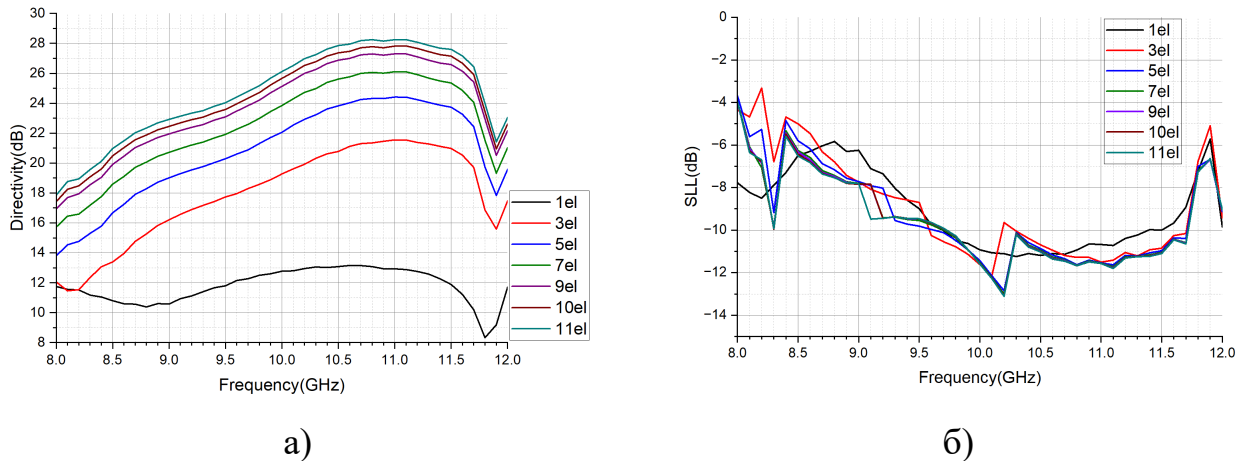 Directivity(dB)
30
28
26
24
22
20
18
16
14
12
10
8
8.0 8.5 9.0 9.5 10.0 10.5 11.0 11.5 12.0
Frequency(GHz)
1el
3el
5el
7el
9el
10el
11el
а)
SLL(dB)
0
−2
−4
−6
−8
−10
−12
−14
8.0 8.5 9.0 9.5 10.0 10.5 11.0 11.5 12.0
Frequency(GHz)
1el
3el
5el
7el
9el
10el
11el
б)